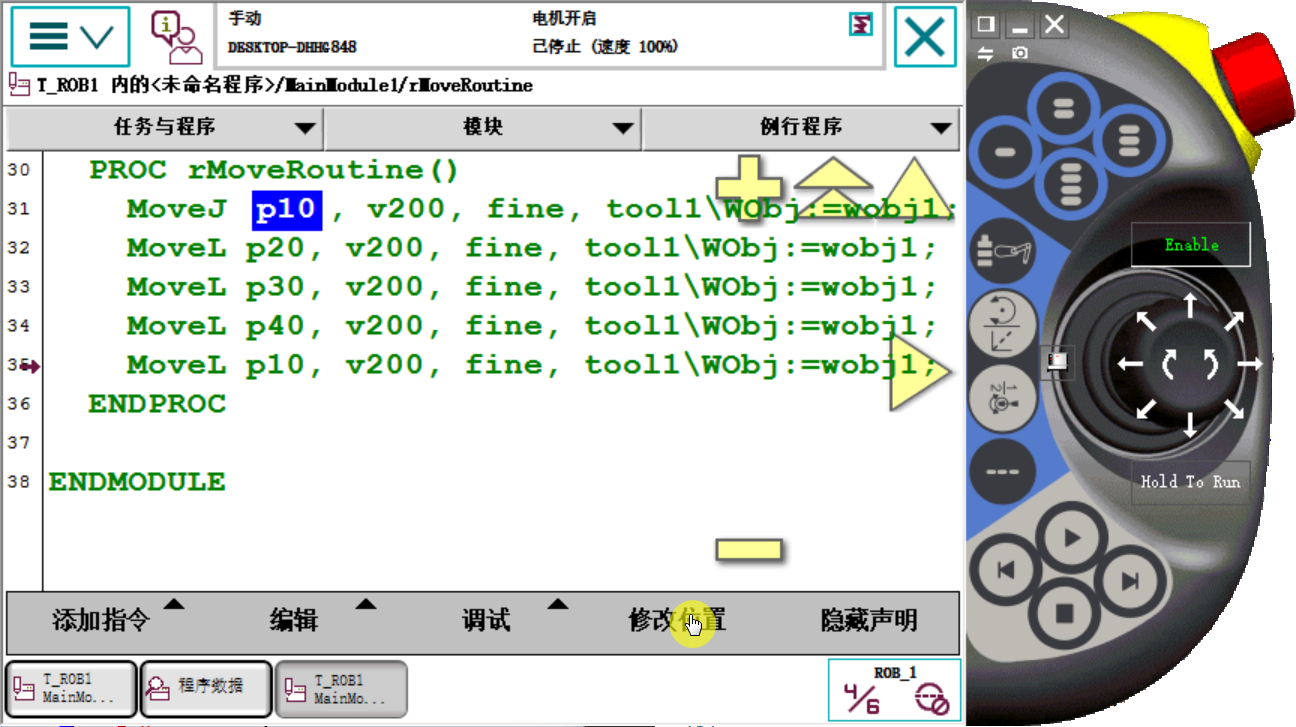 手动
电机开启
DESKTOP-DHHG848
已停止 (速度 100%)
T_ROB1 内的<未命名程序>/MainModule1/rMoveRoutine
任务与程序
模块
例行程序
30 PROC rMoveRoutine()
31 MoveJ p10, v200, fine, tool1\WObj:=wobj1;
32 MoveL p20, v200, fine, tool1\WObj:=wobj1;
33 MoveJ p30, v200, fine, tool1\WObj:=wobj1;
34 MoveL p40, v200, fine, tool1\WObj:=wobj1;
35 MoveL p10, v200, fine, tool1\WObj:=wobj1;
36 ENDPROC
37
38 ENDMODULE
添加指令
编辑
调试
修改位置
隐藏声明
T_ROB1
MainMo...
程序数据
T_ROB1
MainMo...
ROB_1
Enable
Hold To Run